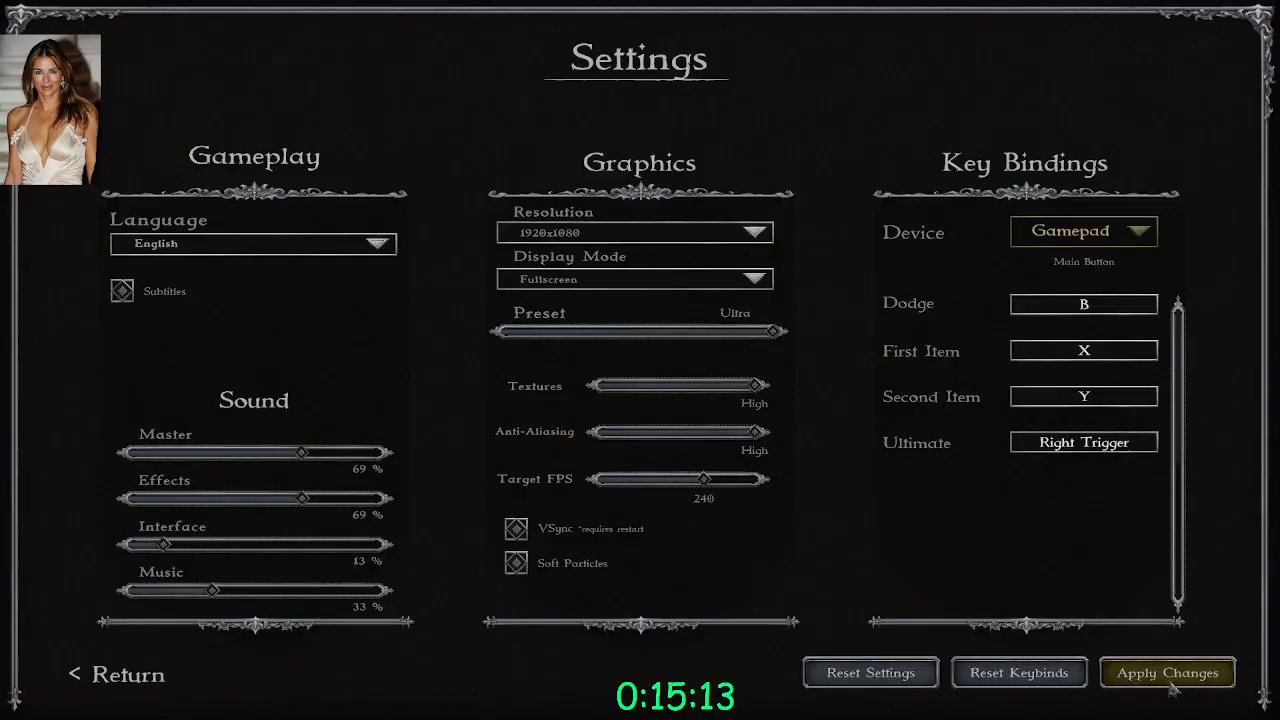 Settings
Gameplay
Language
English
Subtitles
Sound
Master
69 %
Effects
69 %
Interface
13 %
Music
33 %
Graphics
Resolution
1920x1080
Display Mode
Fullscreen
Preset Ultra
Textures
High
Anti-Aliasing
High
Target FPS
240
VSync *requires restart
Soft Particles
Key Bindings
Device Gamepad
Main Button
Dodge B
First Item X
Second Item Y
Ultimate Right Trigger
< Return
Reset Settings
Reset Keybinds
Apply Changes
0:15:13